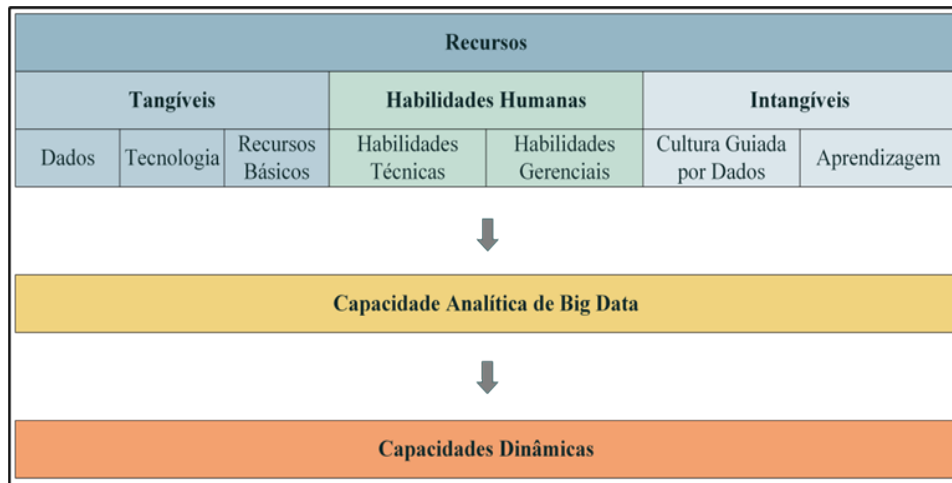 Recursos
Tangíveis
Habilidades Humanas
Intangíveis
Dados
Tecnologia
Recursos
Básicos
Habilidades
Técnicas
Habilidades
Gerenciais
Cultura Guiada
por Dados
Aprendizagem
Capacidade Analítica de Big Data
Capacidades Dinâmicas